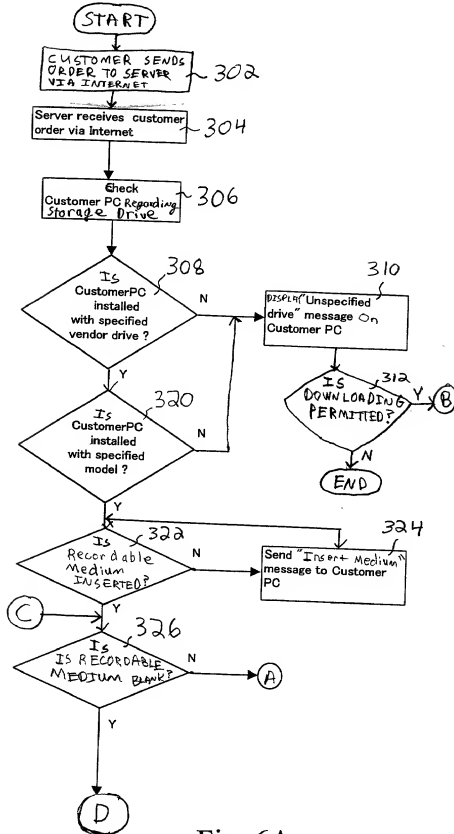 START
CUSTOMER SENDS
ORDER TO SERVER
VIA INTERNET
302
Server receives customer
order via Internet
304
Check
Customer PC Regarding
Storage Drive
306
Is
CustomerPC
installed
with specified
vendor drive ?
308
N
Y
DISPLAY "Unspecified
drive" message On
Customer PC
310
IS
DOWNLOADING
PERMITTED?
312
Y
B
N
END
Is
CustomerPC
installed
with specified
model ?
320
N
Y
Is
Recordable
Medium
INSERTED?
322
N
Y
Send "Insert Medium"
message to Customer
PC
324
C
Is
IS RECORDABLE
MEDIUM BLANK?
326
N
A
Y
D
Fig. 6A